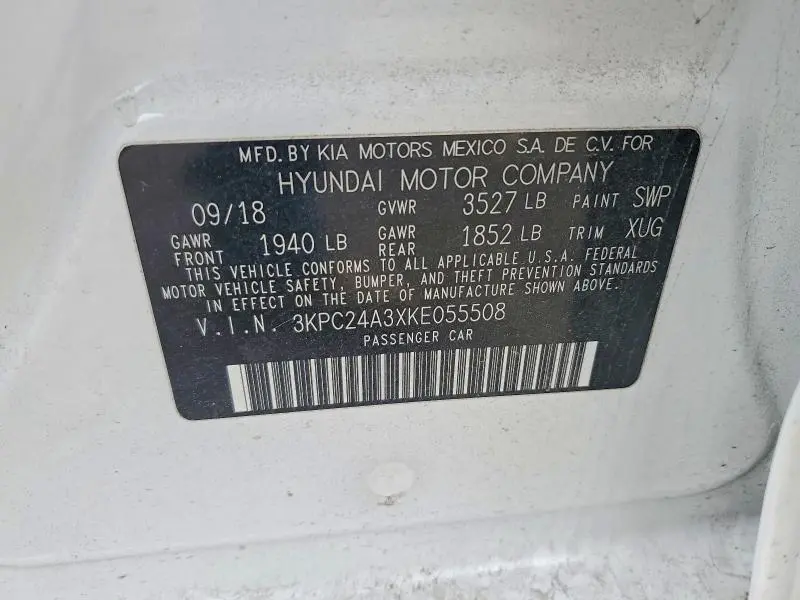 MFD. BY KIA MOTORS MEXICO S.A. DE C.V. FOR
HYUNDAI MOTOR COMPANY
09/18 GVWR 3527 LB PAINT SWP
GAWR FRONT 1940 LB GAWR REAR 1852 LB TRIM XUG
THIS VEHICLE CONFORMS TO ALL APPLICABLE U.S.A. FEDERAL
MOTOR VEHICLE SAFETY, BUMPER, AND THEFT PREVENTION STANDARDS
IN EFFECT ON THE DATE OF MANUFACTURE SHOWN ABOVE.
V.I.N. 3KPC24A3XKE055508
PASSENGER CAR